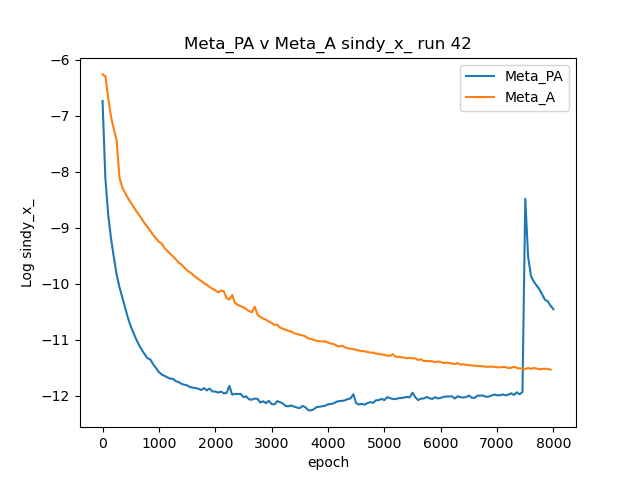 Meta_PA v Meta_A sindy_x_ run 42
Meta_PA
Meta_A
Log sindy_x_
−6
−7
−8
−9
−10
−11
−12
0 1000 2000 3000 4000 5000 6000 7000 8000
epoch